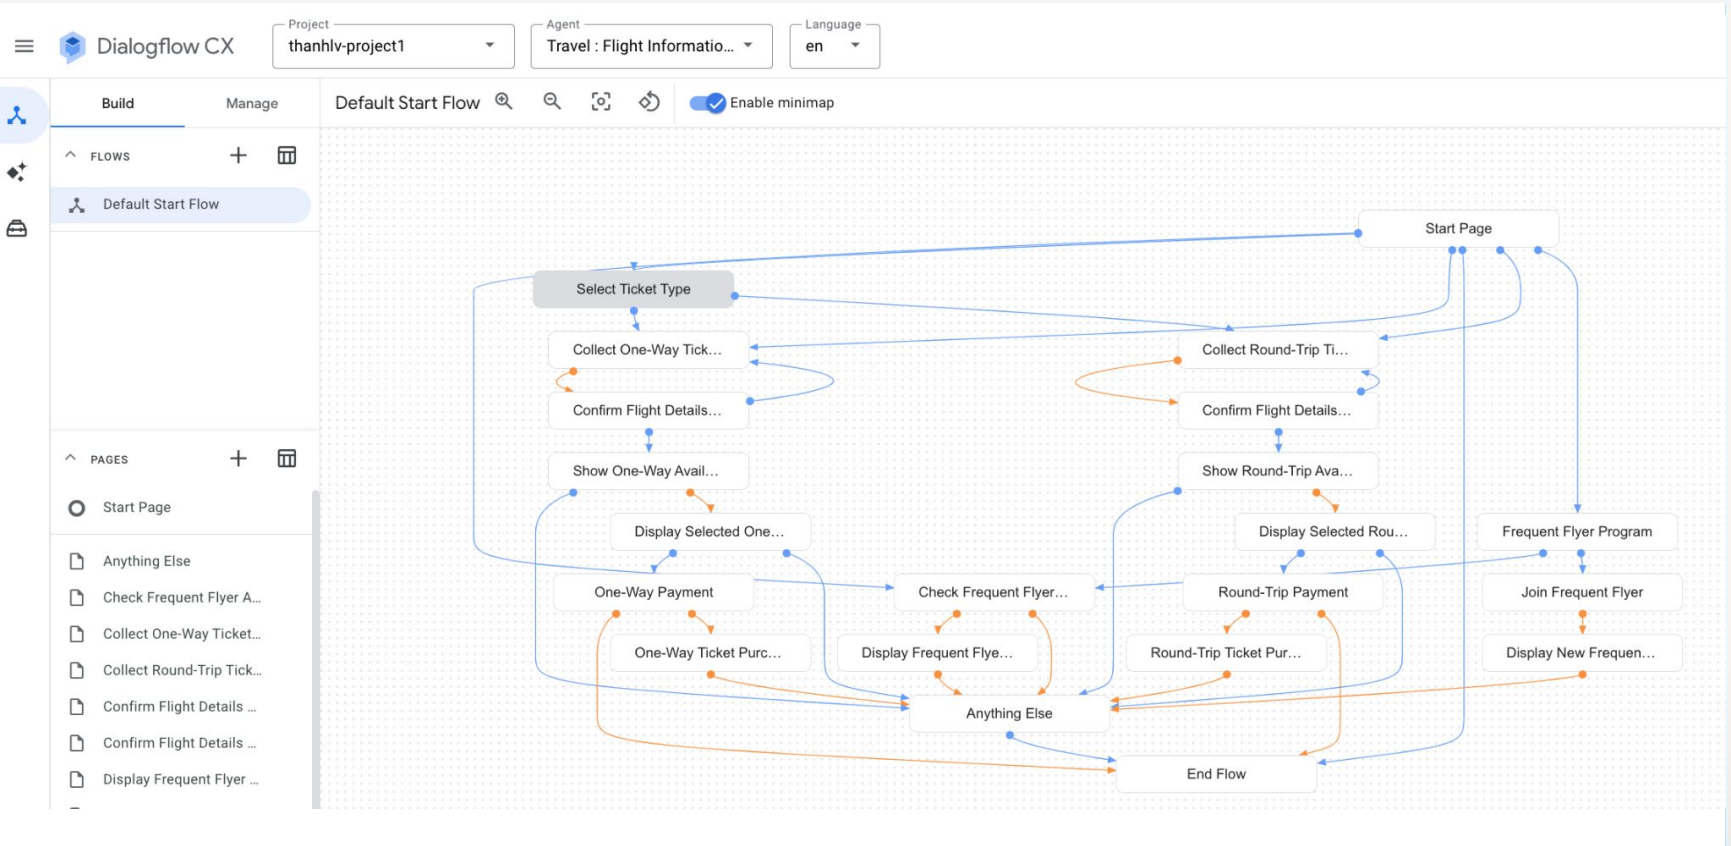 Project
Agent
Language
Dialogflow CX
thanhlv-project1
Travel : Flight Informatio...
en
Build
Manage
Default Start Flow
Enable minimap
FLOWS
Default Start Flow
PAGES
Start Page
Anything Else
Check Frequent Flyer A...
Collect One-Way Ticket...
Collect Round-Trip Tick...
Confirm Flight Details ...
Confirm Flight Details ...
Display Frequent Flyer ...
Start Page
Select Ticket Type
Collect One-Way Tick...
Collect Round-Trip Ti...
Confirm Flight Details...
Confirm Flight Details...
Show One-Way Avail...
Show Round-Trip Ava...
Display Selected One...
Display Selected Rou...
Frequent Flyer Program
One-Way Payment
Check Frequent Flyer...
Round-Trip Payment
Join Frequent Flyer
One-Way Ticket Purc...
Display Frequent Flye...
Round-Trip Ticket Pur...
Display New Frequen...
Anything Else
End Flow